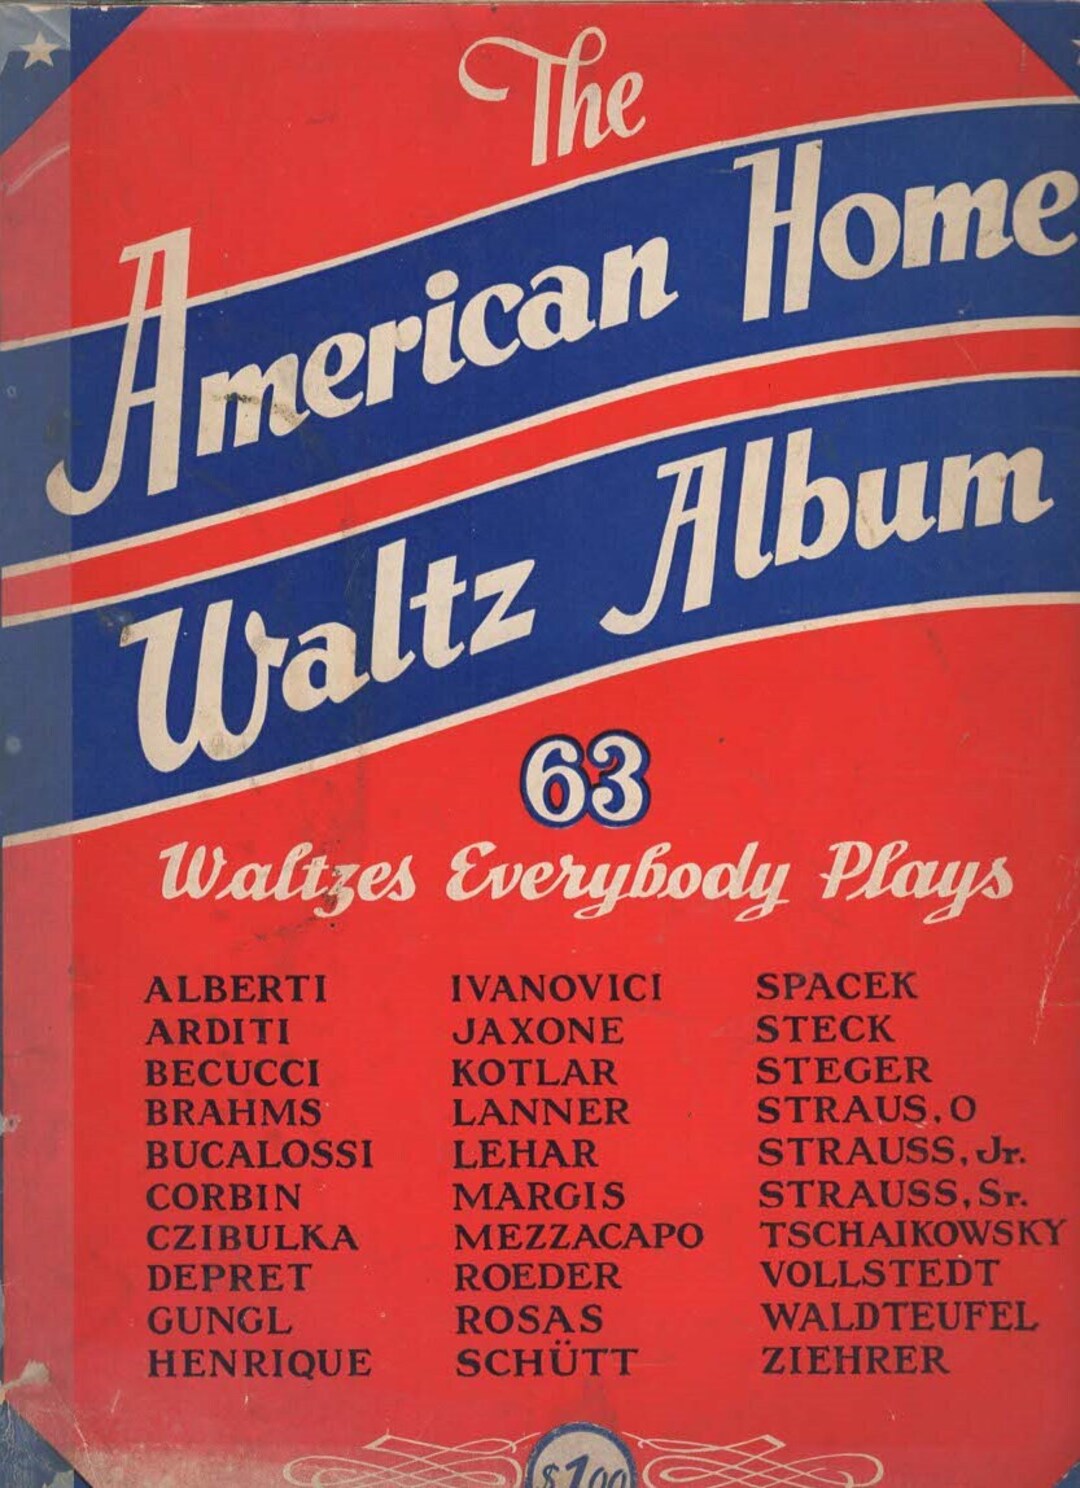 The
American Home
Waltz Album
63
Waltzes Everybody Plays
ALBERTI
ARDITI
BECUCCI
BRAHMS
BUCALOSSI
CORBIN
CZIBULKA
DEPRET
GUNGL
HENRIQUE
IVANOVICI
JAXONE
KOTLAR
LANNER
LEHAR
MARGIS
MEZZACAPO
ROEDER
ROSAS
SCHÜTT
SPACEK
STECK
STEGER
STRAUS, O
STRAUSS, Jr.
STRAUSS, Sr.
TSCHAIKOWSKY
VOLLSTEDT
WALDTEUFEL
ZIEHRER
$1.00